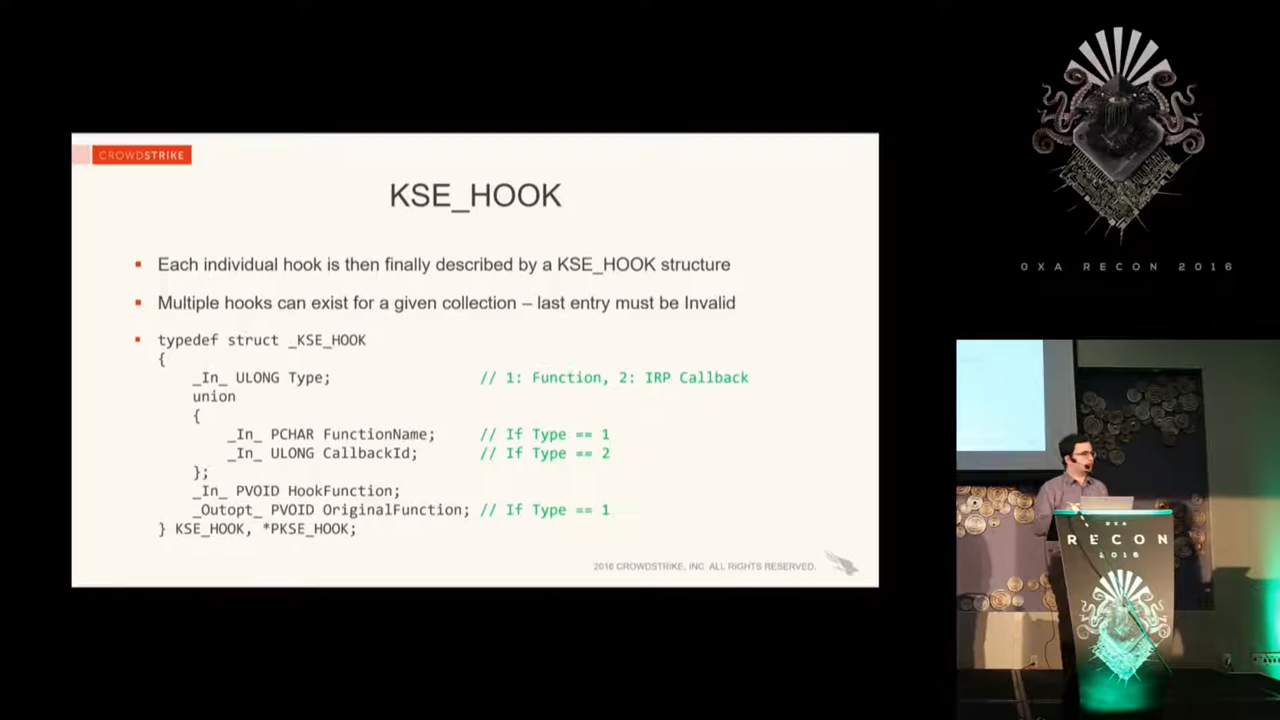 CROWDSTRIKE
KSE_HOOK
Each individual hook is then finally described by a KSE_HOOK structure
Multiple hooks can exist for a given collection – last entry must be Invalid
typedef struct _KSE_HOOK
{
_In_ ULONG Type; // 1: Function, 2: IRP Callback
union
{
_In_ PCHAR FunctionName; // If Type == 1
_In_ ULONG CallbackId; // If Type == 2
};
_In_ PVOID HookFunction;
_Outopt_ PVOID OriginalFunction; // If Type == 1
} KSE_HOOK, *PKSE_HOOK;
2016 CROWDSTRIKE, INC. ALL RIGHTS RESERVED.
0XA RECON 2016
0XA
RECON
2016